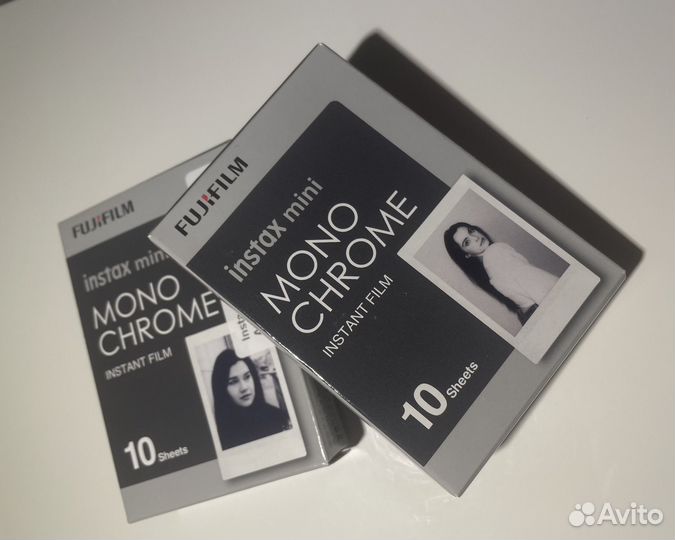 FUJIFILM
instax mini
MONO
CHROME
INSTANT FILM
10 Sheets
FUJIFILM
instax mini
MONO
CHROME
INSTANT FILM
10 Sheets
Avito